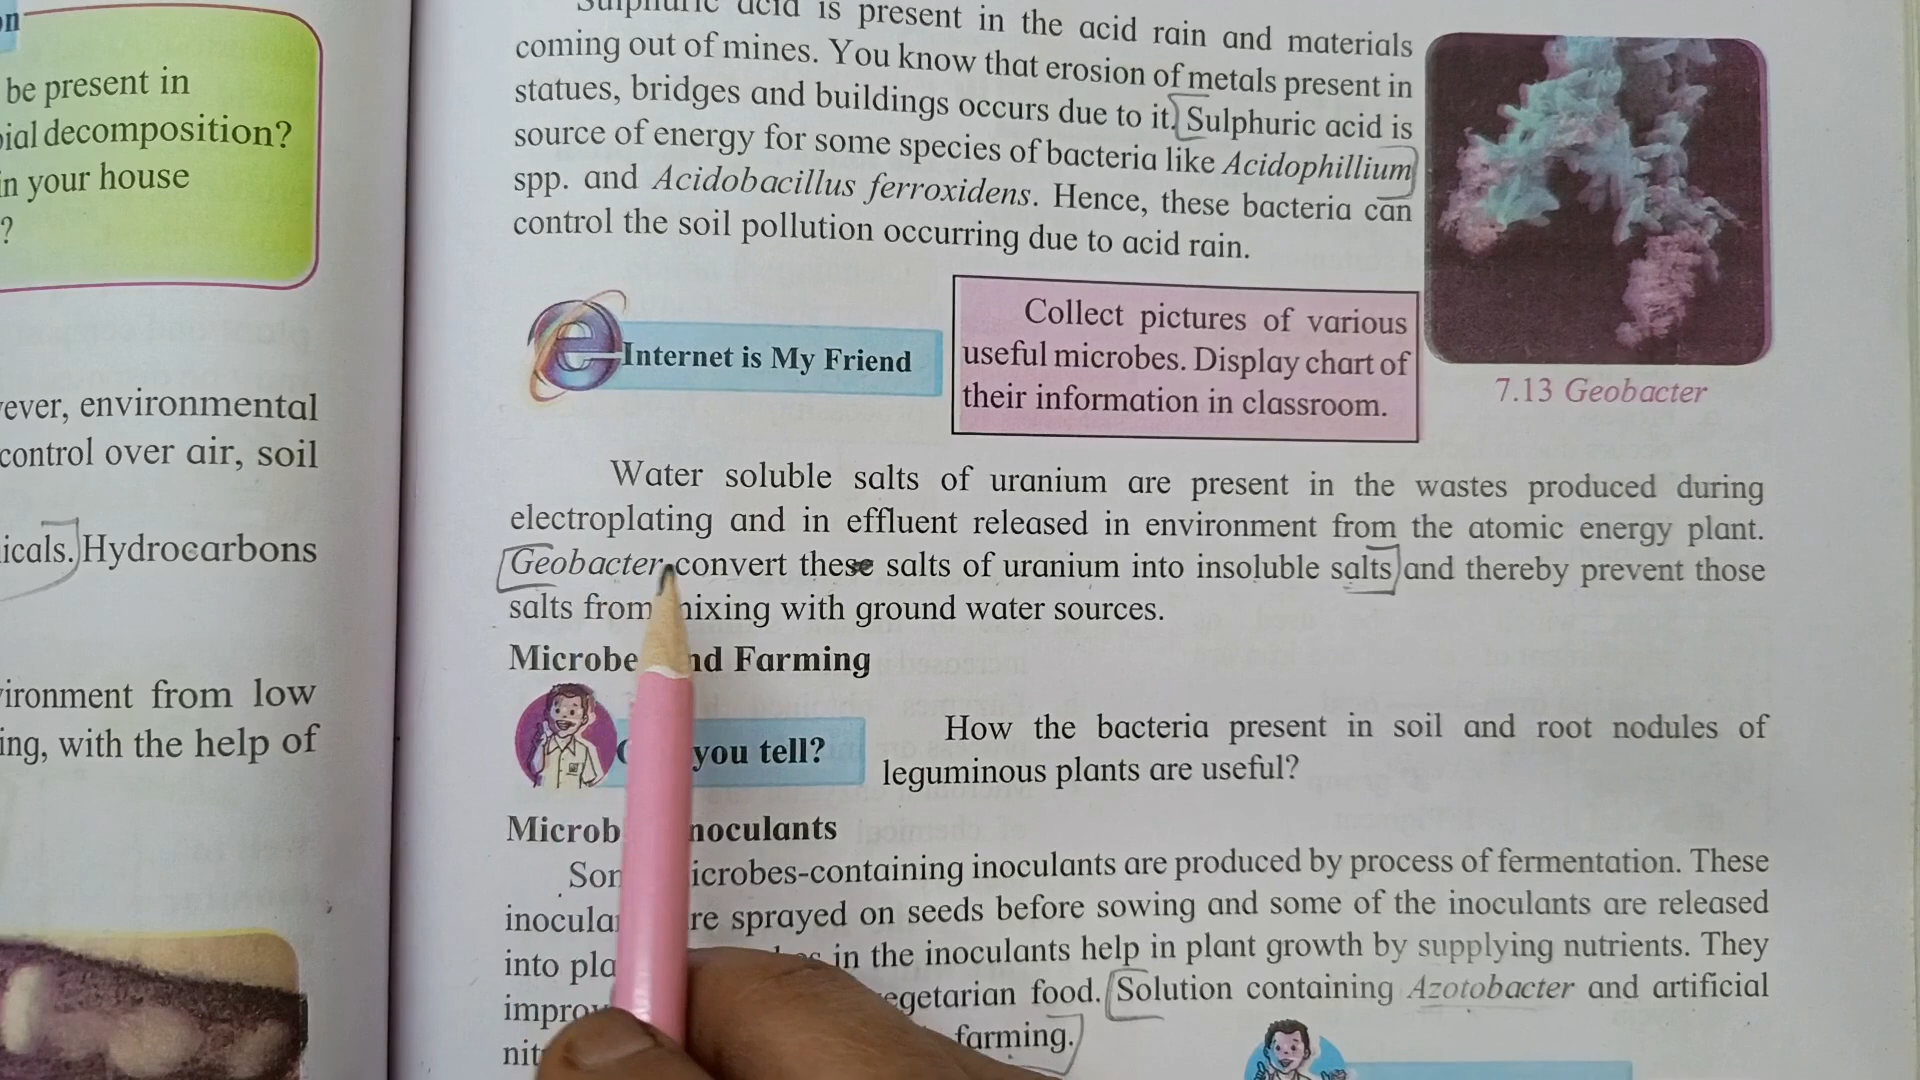 n
be present in
ial decomposition?
in your house
?
ever, environmental
control over air, soil
icals. Hydrocarbons
ironment from low
ing, with the help of
Sulphuric acid is present in the acid rain and materials
coming out of mines. You know that erosion of metals present in
statues, bridges and buildings occurs due to it. Sulphuric acid is
source of energy for some species of bacteria like Acidophillium
spp. and Acidobacillus ferroxidens. Hence, these bacteria can
control the soil pollution occurring due to acid rain.
Internet is My Friend
Collect pictures of various
useful microbes. Display chart of
their information in classroom.
7.13 Geobacter
Water soluble salts of uranium are present in the wastes produced during
electroplating and in effluent released in environment from the atomic energy plant.
Geobacter convert these salts of uranium into insoluble salts and thereby prevent those
salts from mixing with ground water sources.
Microbe nd Farming
you tell?
How the bacteria present in soil and root nodules of
leguminous plants are useful?
Microb noculants
Som icrobes-containing inoculants are produced by process of fermentation. These
inocula re sprayed on seeds before sowing and some of the inoculants are released
into pla in the inoculants help in plant growth by supplying nutrients. They
improv egetarian food. Solution containing Azotobacter and artificial
nit farming.